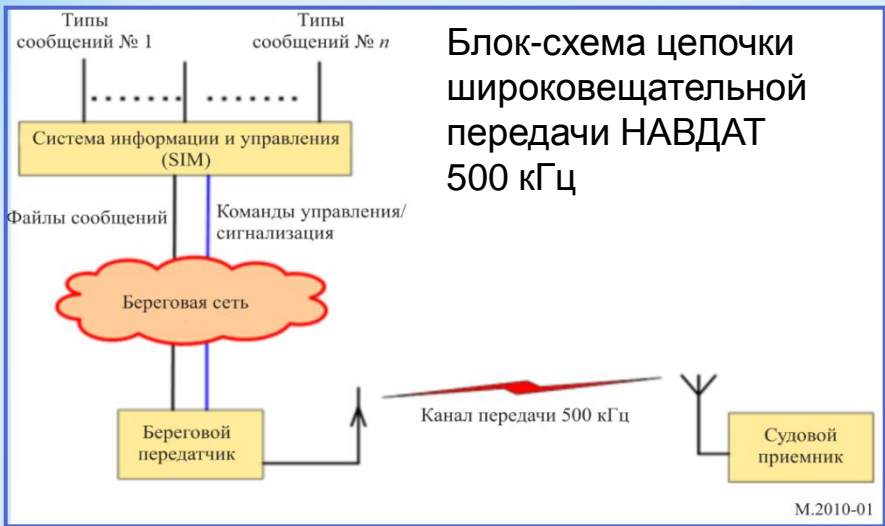 Типы
сообщений № 1
Типы
сообщений № n
Блок-схема цепочки
широковещательной
передачи НАВДАТ
500 кГц
Система информации и управления
(SIM)
Файлы сообщений
Команды управления/
сигнализация
Береговая сеть
Канал передачи 500 кГц
Береговой
передатчик
Судовой
приемник
M.2010-01